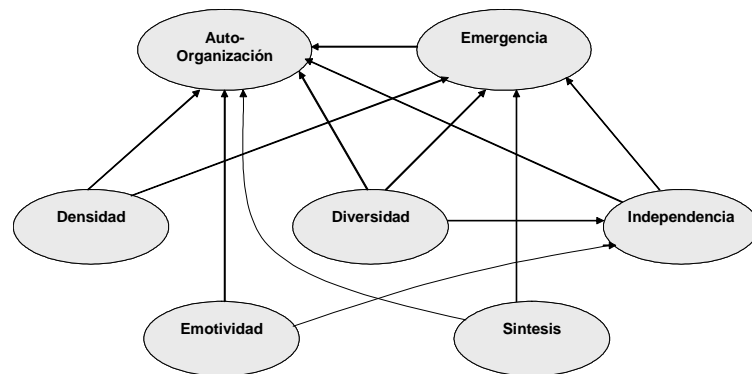 Auto-
Organización
Emergencia
Densidad
Diversidad
Independencia
Emotividad
Sintesis